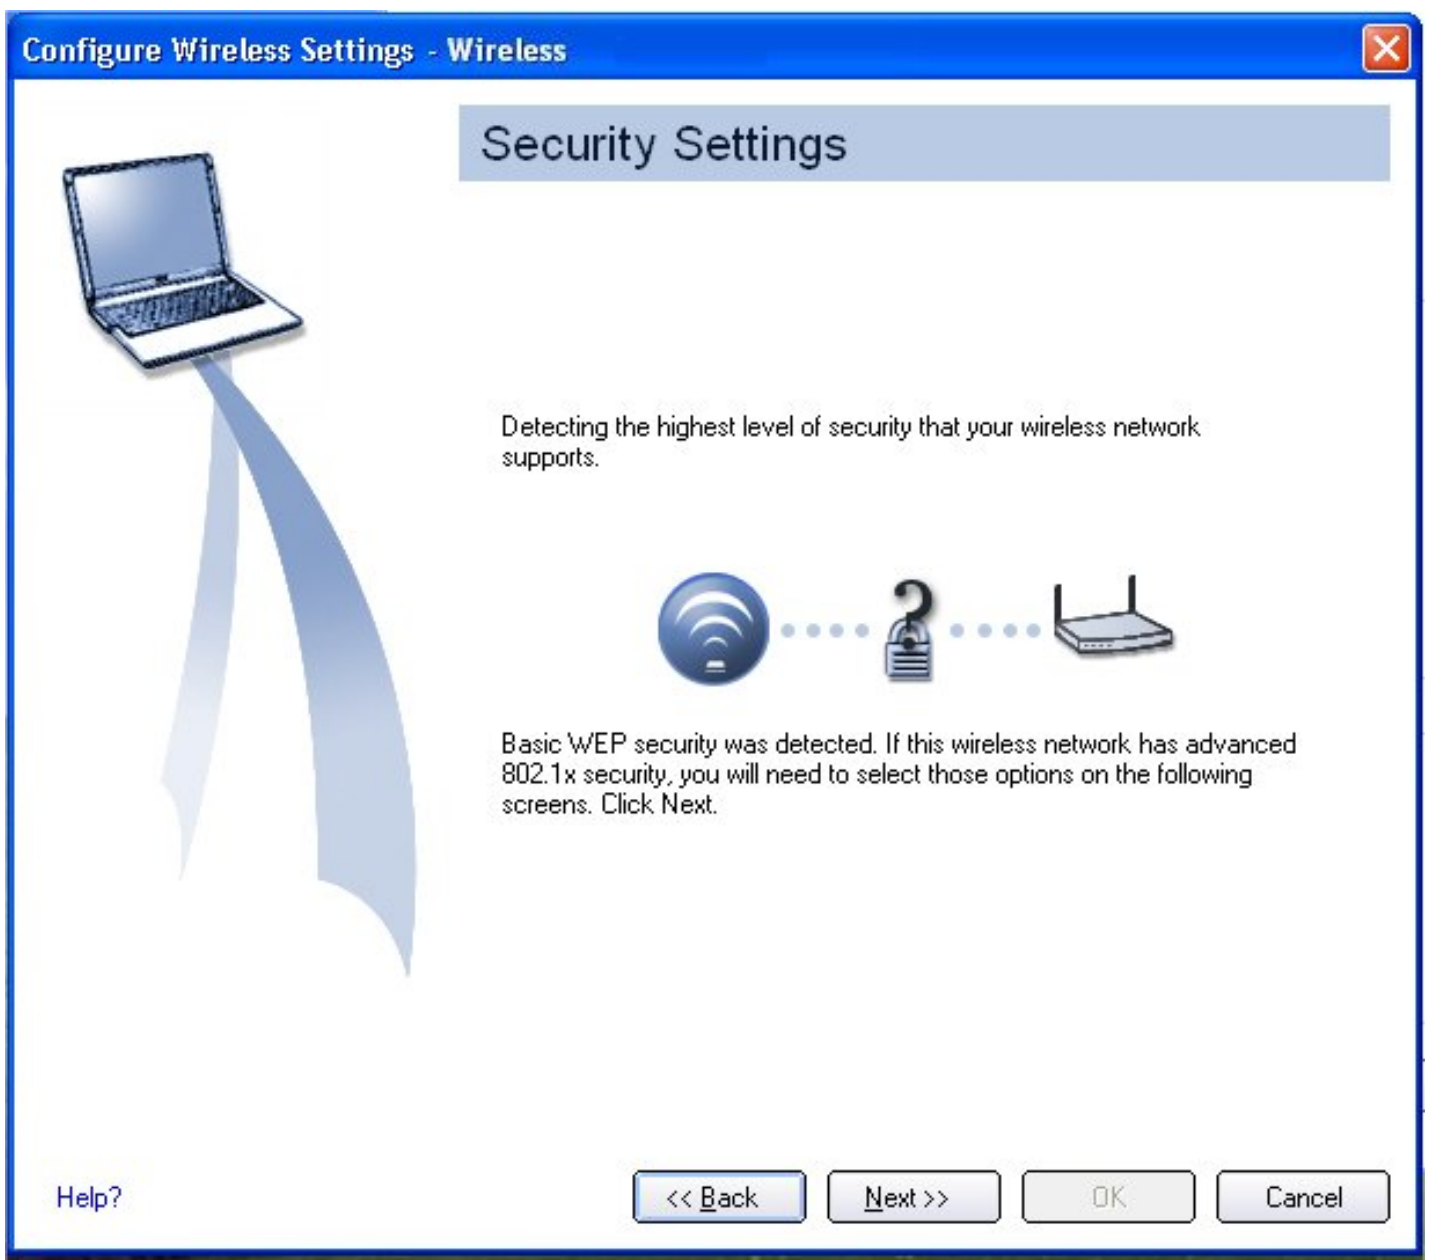 Configure Wireless Settings - Wireless
Security Settings
Detecting the highest level of security that your wireless network
supports.
Basic WEP security was detected. If this wireless network has advanced
802.1x security, you will need to select those options on the following
screens. Click Next.
Help?
<< Back
Next >>
OK
Cancel